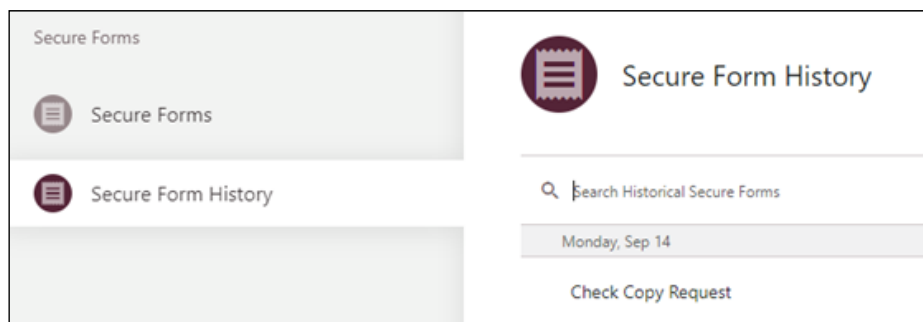 Secure Forms
Secure Forms
Secure Form History
Secure Form History
Search Historical Secure Forms
Monday, Sep 14
Check Copy Request